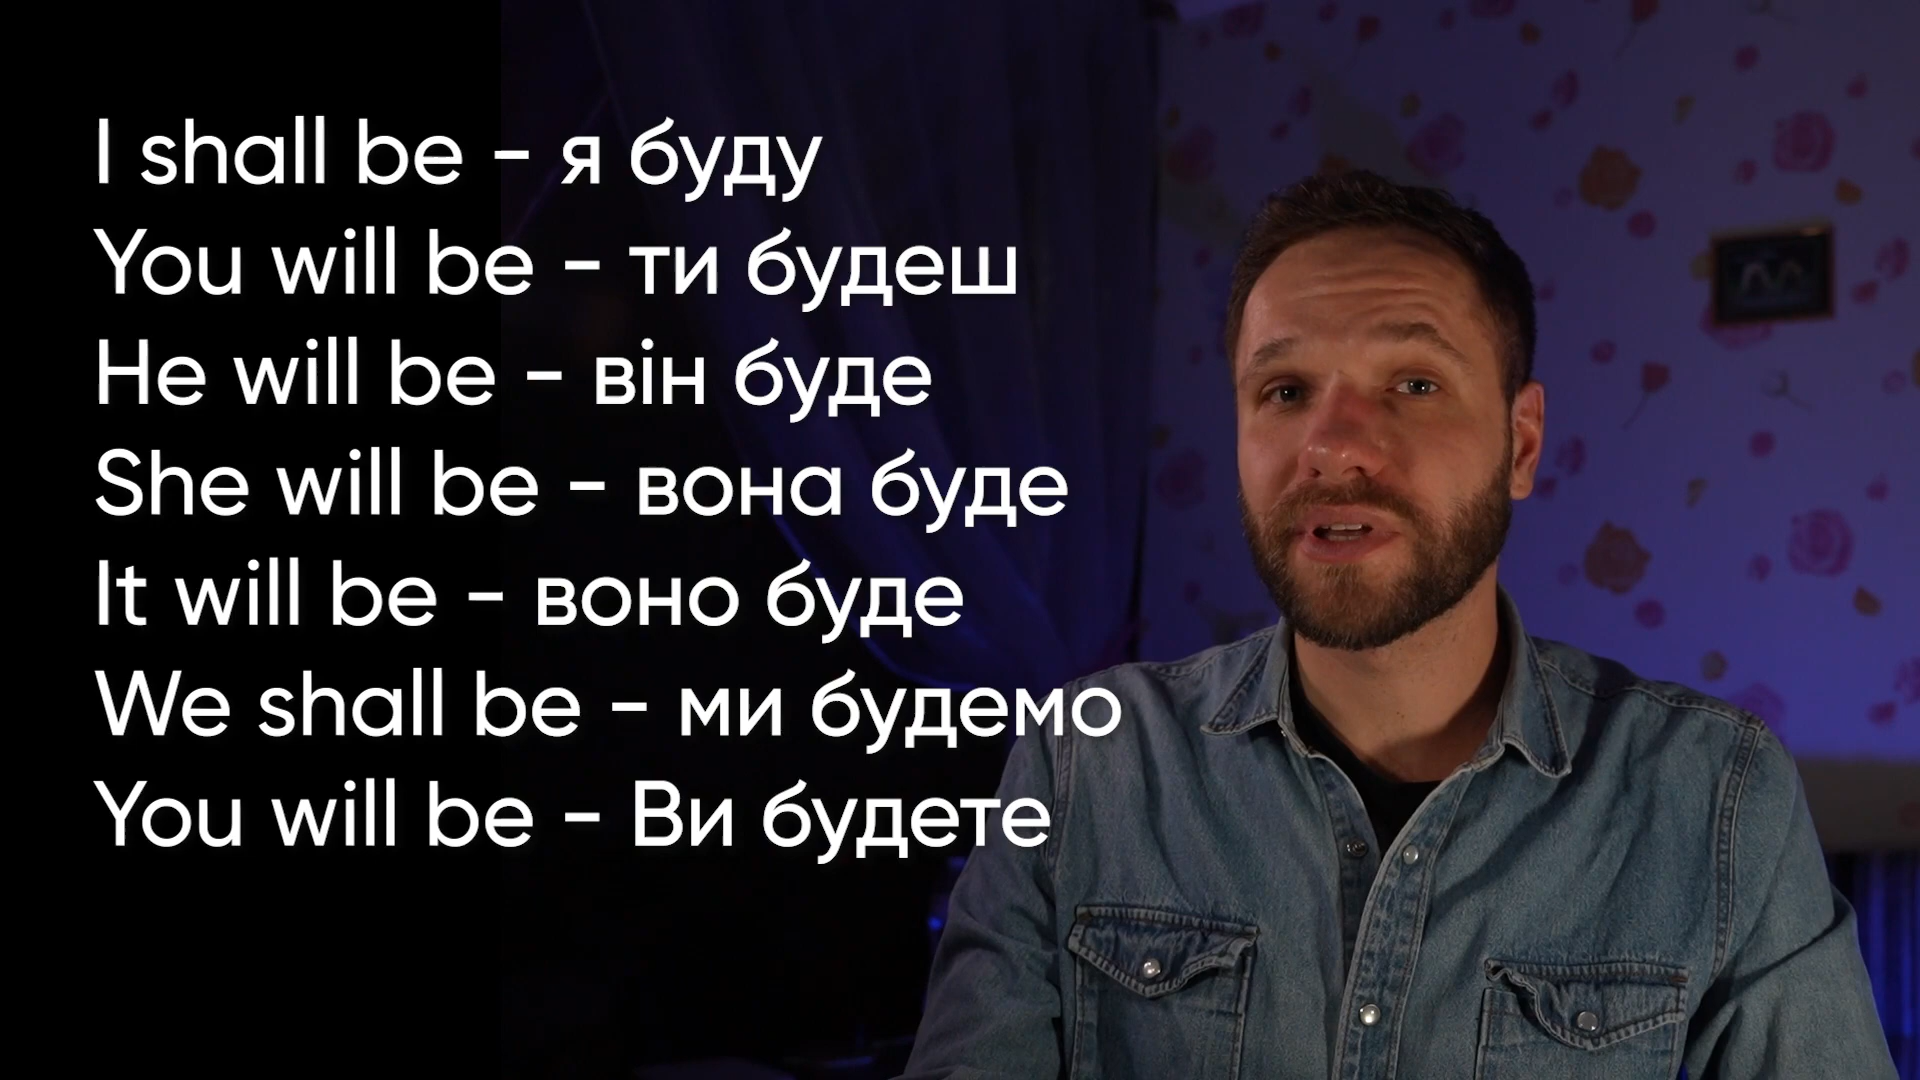 I shall be - я буду
You will be - ти будеш
He will be - він буде
She will be - вона буде
It will be - воно буде
We shall be - ми будемо
You will be - Ви будете